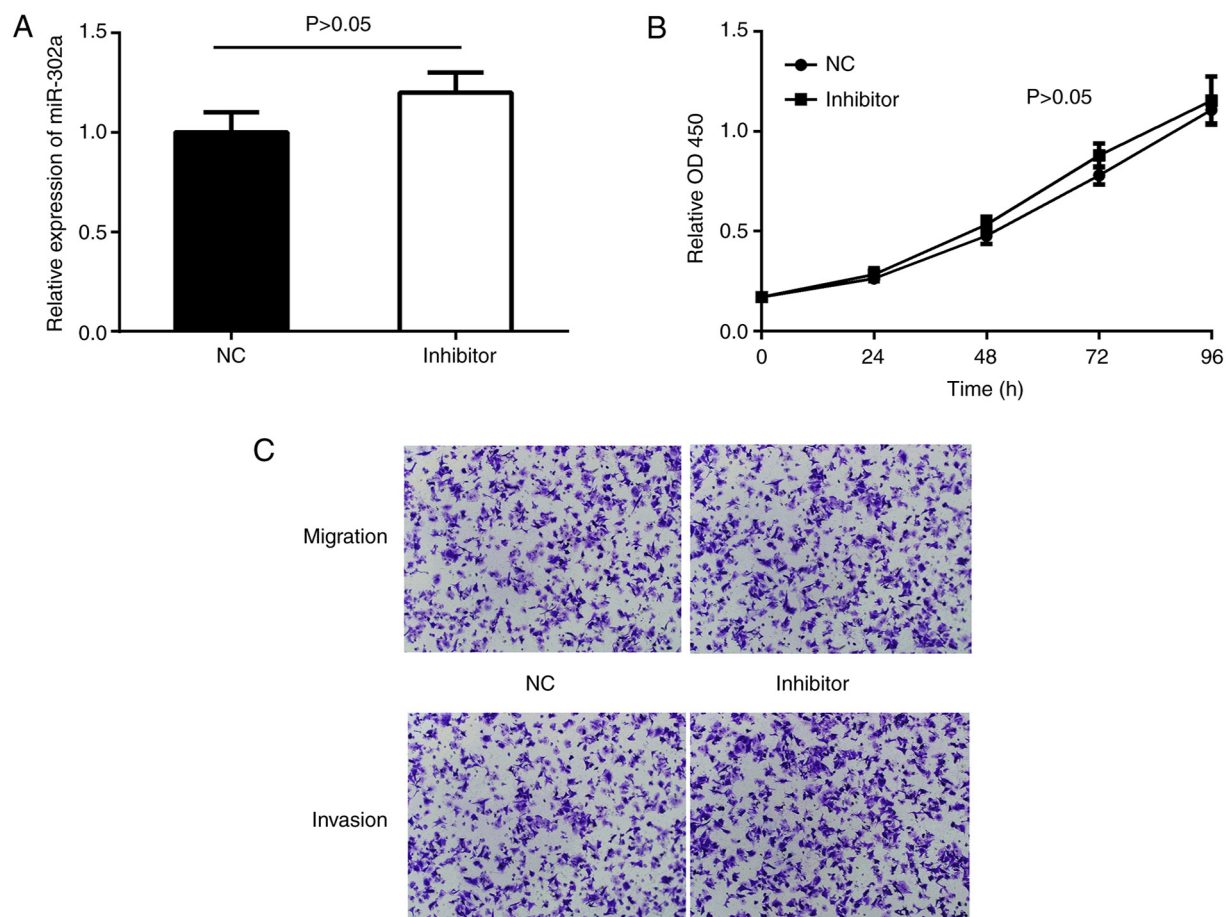 A
P>0.05
Relative expression of miR-302a
1.5
1.0
0.5
0.0
NC
Inhibitor
B
NC
Inhibitor
P>0.05
Relative OD 450
1.5
1.0
0.5
0.0
0
24
48
72
96
Time (h)
C
Migration
NC
Inhibitor
Invasion